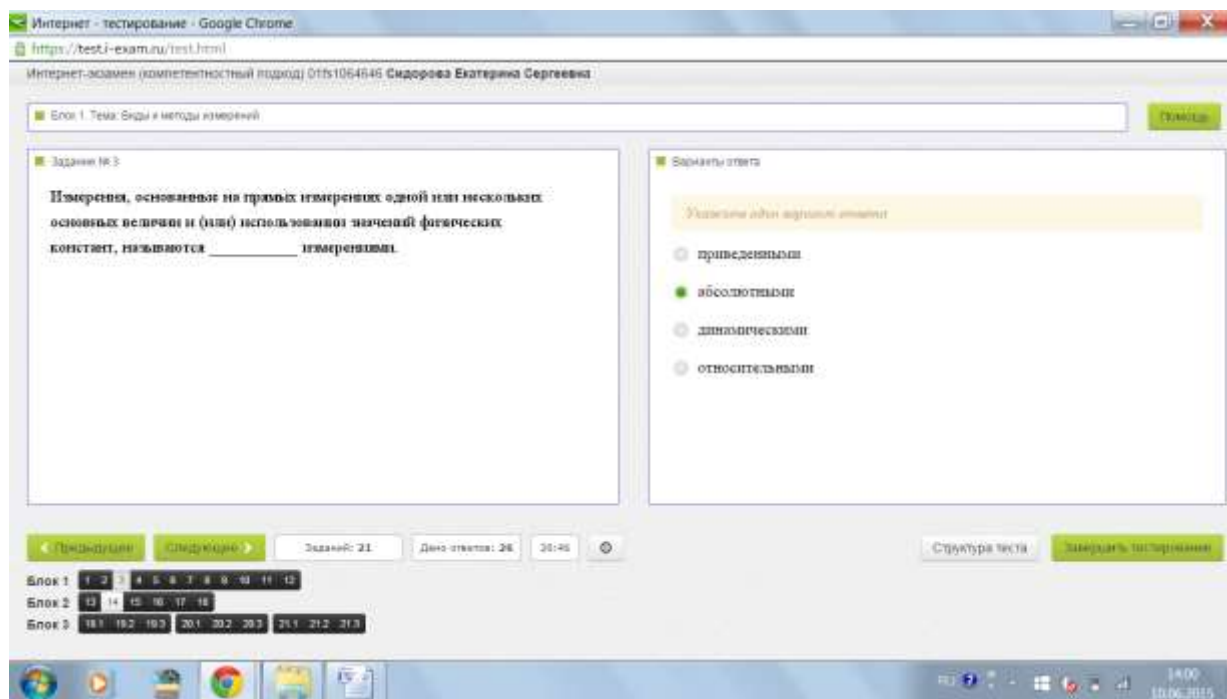 Интернет - тестирование - Google Chrome
https://test.i-exam.ru/test.html
Интернет-экзамен (компетентностный подход) 01fs1064646 Сидорова Екатерина Сергеевна
Блок 1. Тема: Виды и методы измерений
Помощь
Задание № 3
Измерения, основанные на прямых измерениях одной или нескольких
основных величин и (или) использовании значений физических
констант, называются __________ измерениями.
Варианты ответа
Укажите один вариант ответа
приведенными
абсолютными
динамическими
относительными
Предыдущее
Следующее
Заданий: 21
Дано ответов: 26
Структура теста
Завершить тестирование
Блок 1 1 2 3 4 5 6 7 8 9 10 11 12
Блок 2 13 14 15 16 17 18
Блок 3 19.1 19.2 19.3 20.1 20.2 20.3 21.1 21.2 21.3
14:00